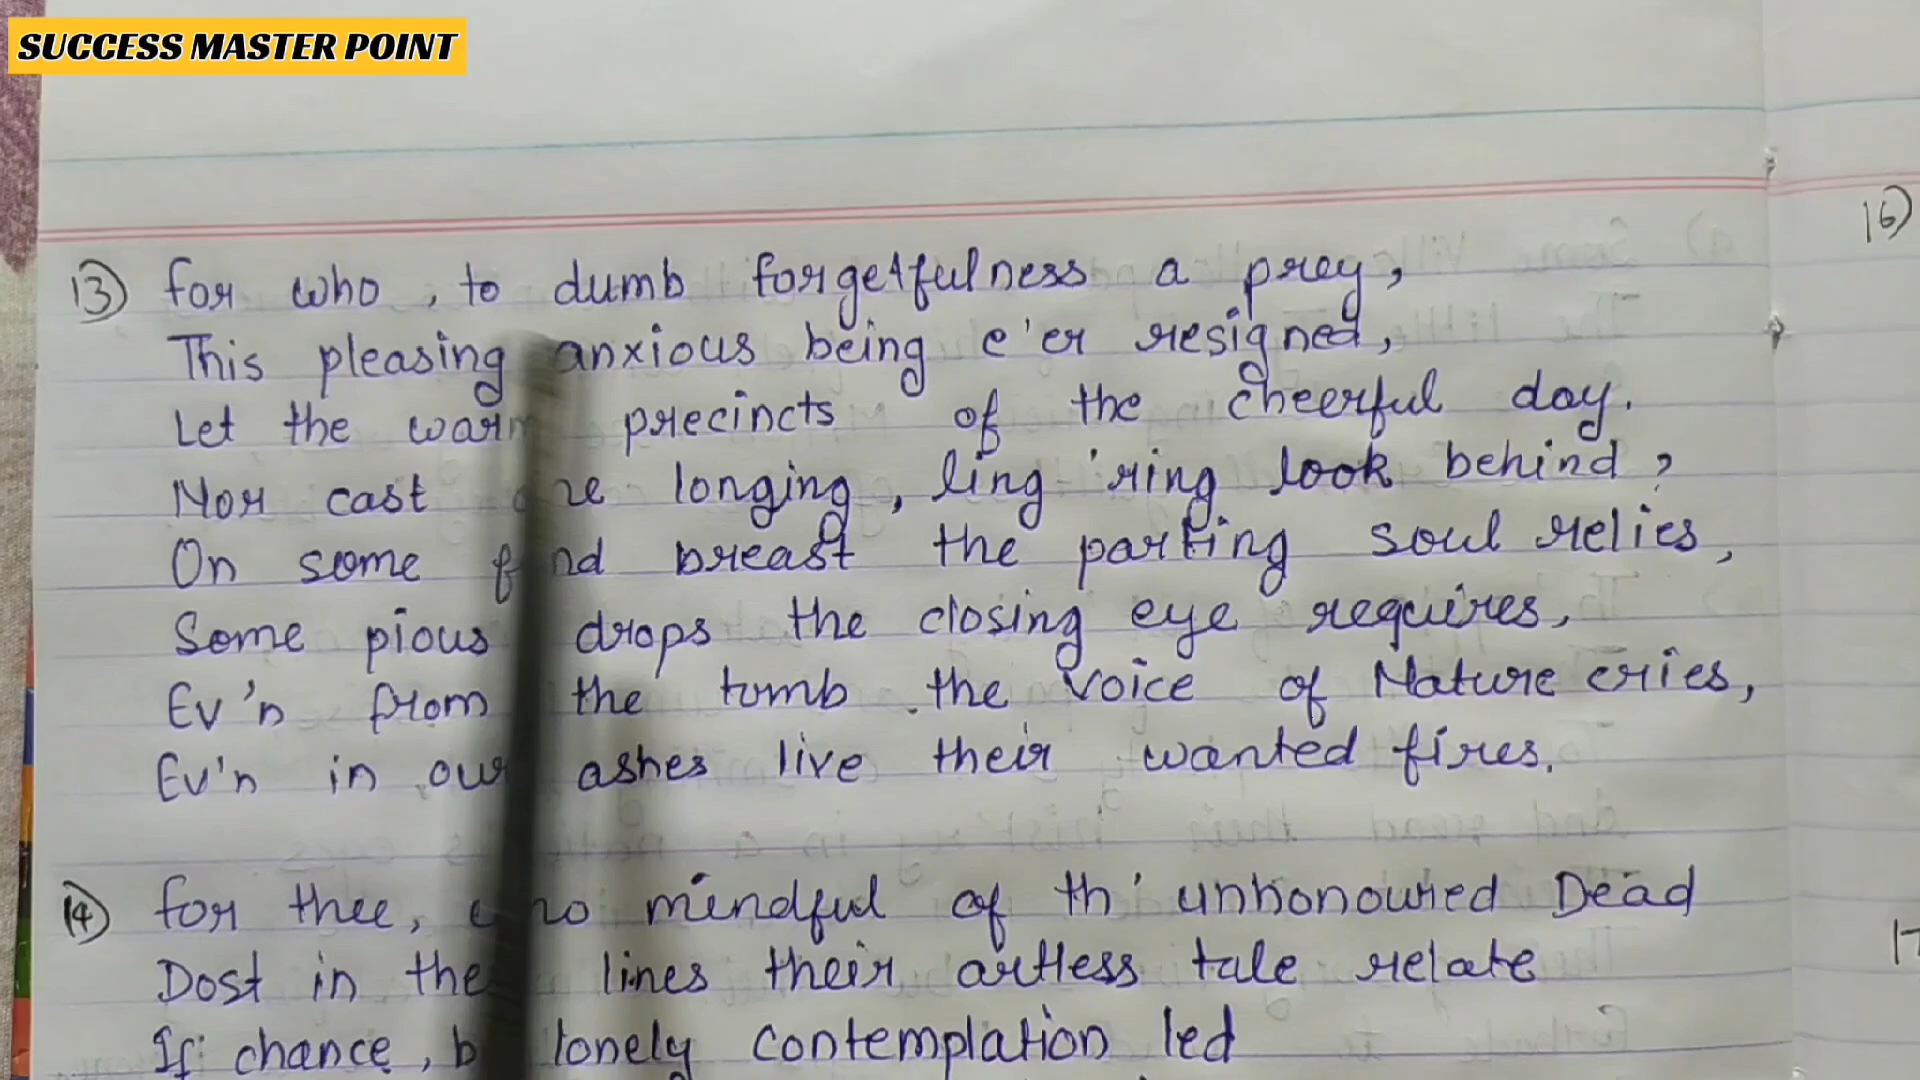 SUCCESS MASTER POINT
16)
13) for who, to dumb forgetfulness a prey,
This pleasing anxious being e'er resigned,
Let the warm precincts of the cheerful day.
Nor cast longing, ling'ring look behind?
On some breast the parting soul relies,
Some pious drops the closing eye requires,
Ev'n from the tomb the voice of Nature cries,
Ev'n in our ashes live their wanted fires.
14) for thee, mindful of th' unhonoured Dead
Dost in lines their artless tale relate
If chance, lonely contemplation led